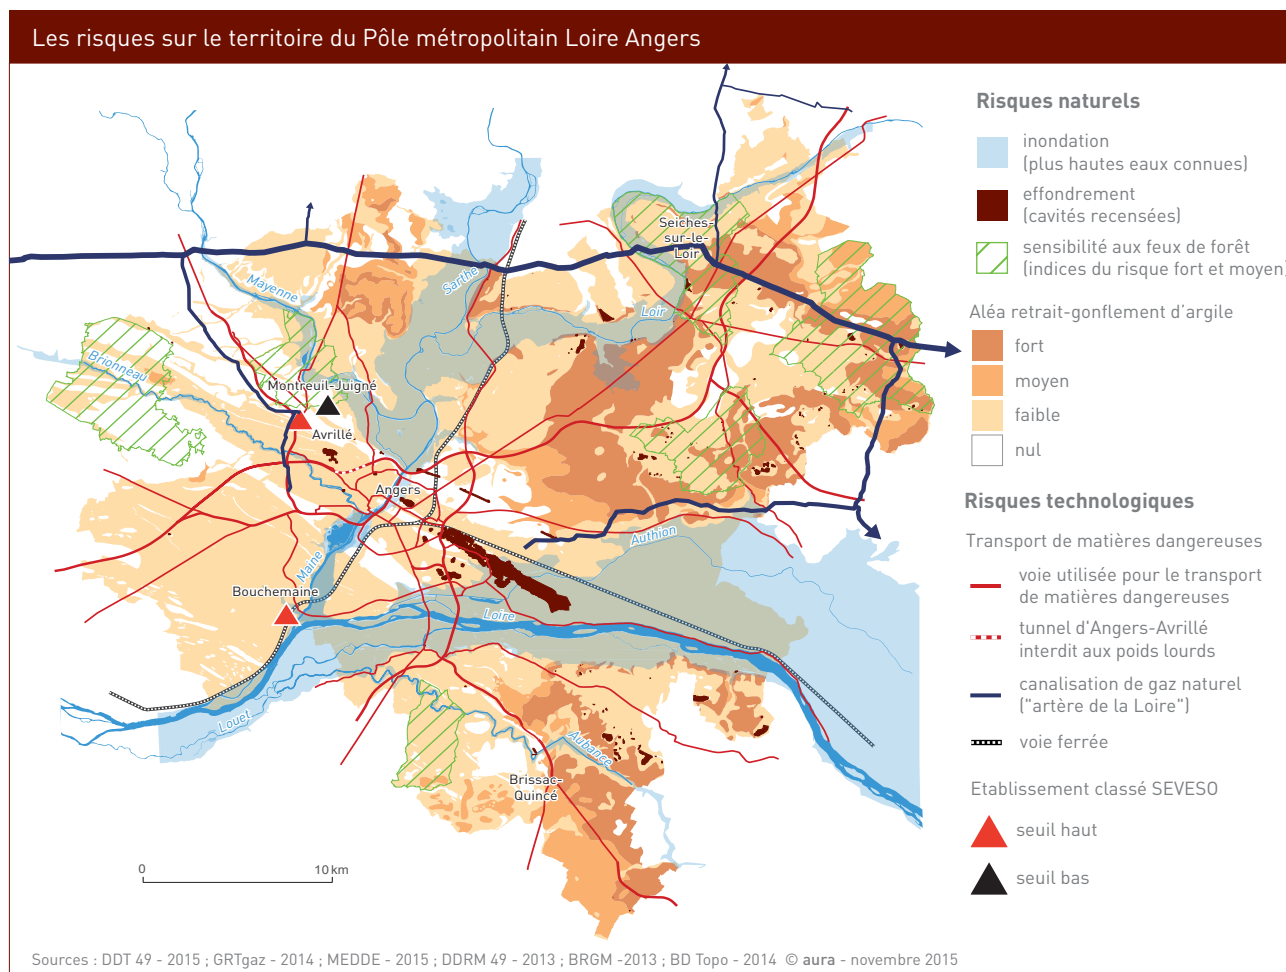 Les risques sur le territoire du Pôle métropolitain Loire Angers
Risques naturels
inondation
(plus hautes eaux connues)
effondrement
(cavités recensées)
sensibilité aux feux de forêt
(indices du risque fort et moyen)
Aléa retrait-gonflement d'argile
fort
moyen
faible
nul
Risques technologiques
Transport de matières dangereuses
voie utilisée pour le transport
de matières dangereuses
tunnel d'Angers-Avrillé
interdit aux poids lourds
canalisation de gaz naturel
("artère de la Loire")
voie ferrée
Etablissement classé SEVESO
seuil haut
seuil bas
Seiches-
sur-le-
Loir
Mayenne
Sarthe
Loir
Brionneau
Montreuil-Juigné
Avrillé
Angers
Authion
Maine
Bouchemaine
Loire
Louet
Aubance
Brissac-
Quincé
0 10 km
Sources : DDT 49 - 2015 ; GRTgaz - 2014 ; MEDDE - 2015 ; DDRM 49 - 2013 ; BRGM -2013 ; BD Topo - 2014 © aura - novembre 2015